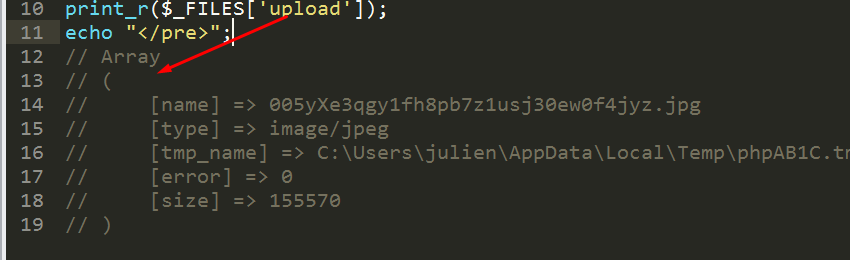 10 print_r($_FILES['upload']);
11 echo "</pre>";
12 // Array
13 // (
14 //     [name] => 005yXe3qgy1fh8pb7z1usj30ew0f4jyz.jpg
15 //     [type] => image/jpeg
16 //     [tmp_name] => C:\Users\julien\AppData\Local\Temp\phpAB1C.tm
17 //     [error] => 0
18 //     [size] => 155570
19 // )